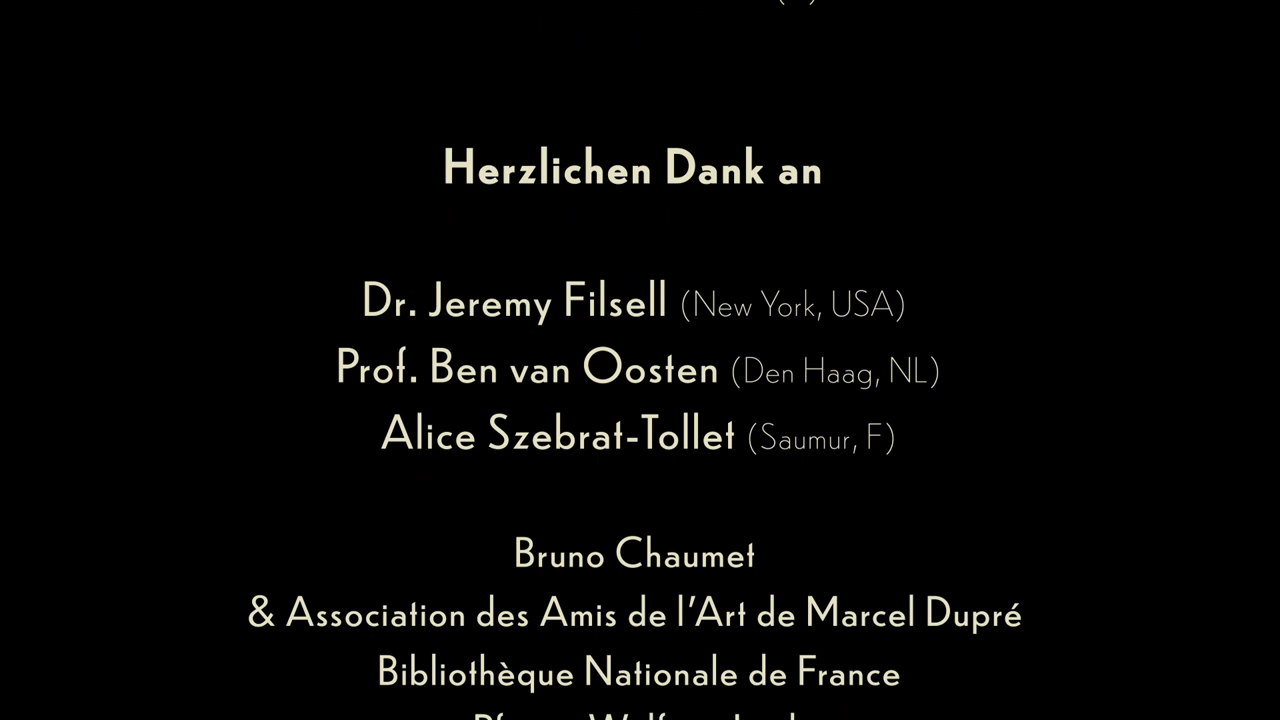 Herzlichen Dank an
Dr. Jeremy Filsell (New York, USA)
Prof. Ben van Oosten (Den Haag, NL)
Alice Szebrat-Tollet (Saumur, F)
Bruno Chaumet
& Association des Amis de l'Art de Marcel Dupré
Bibliothèque Nationale de France